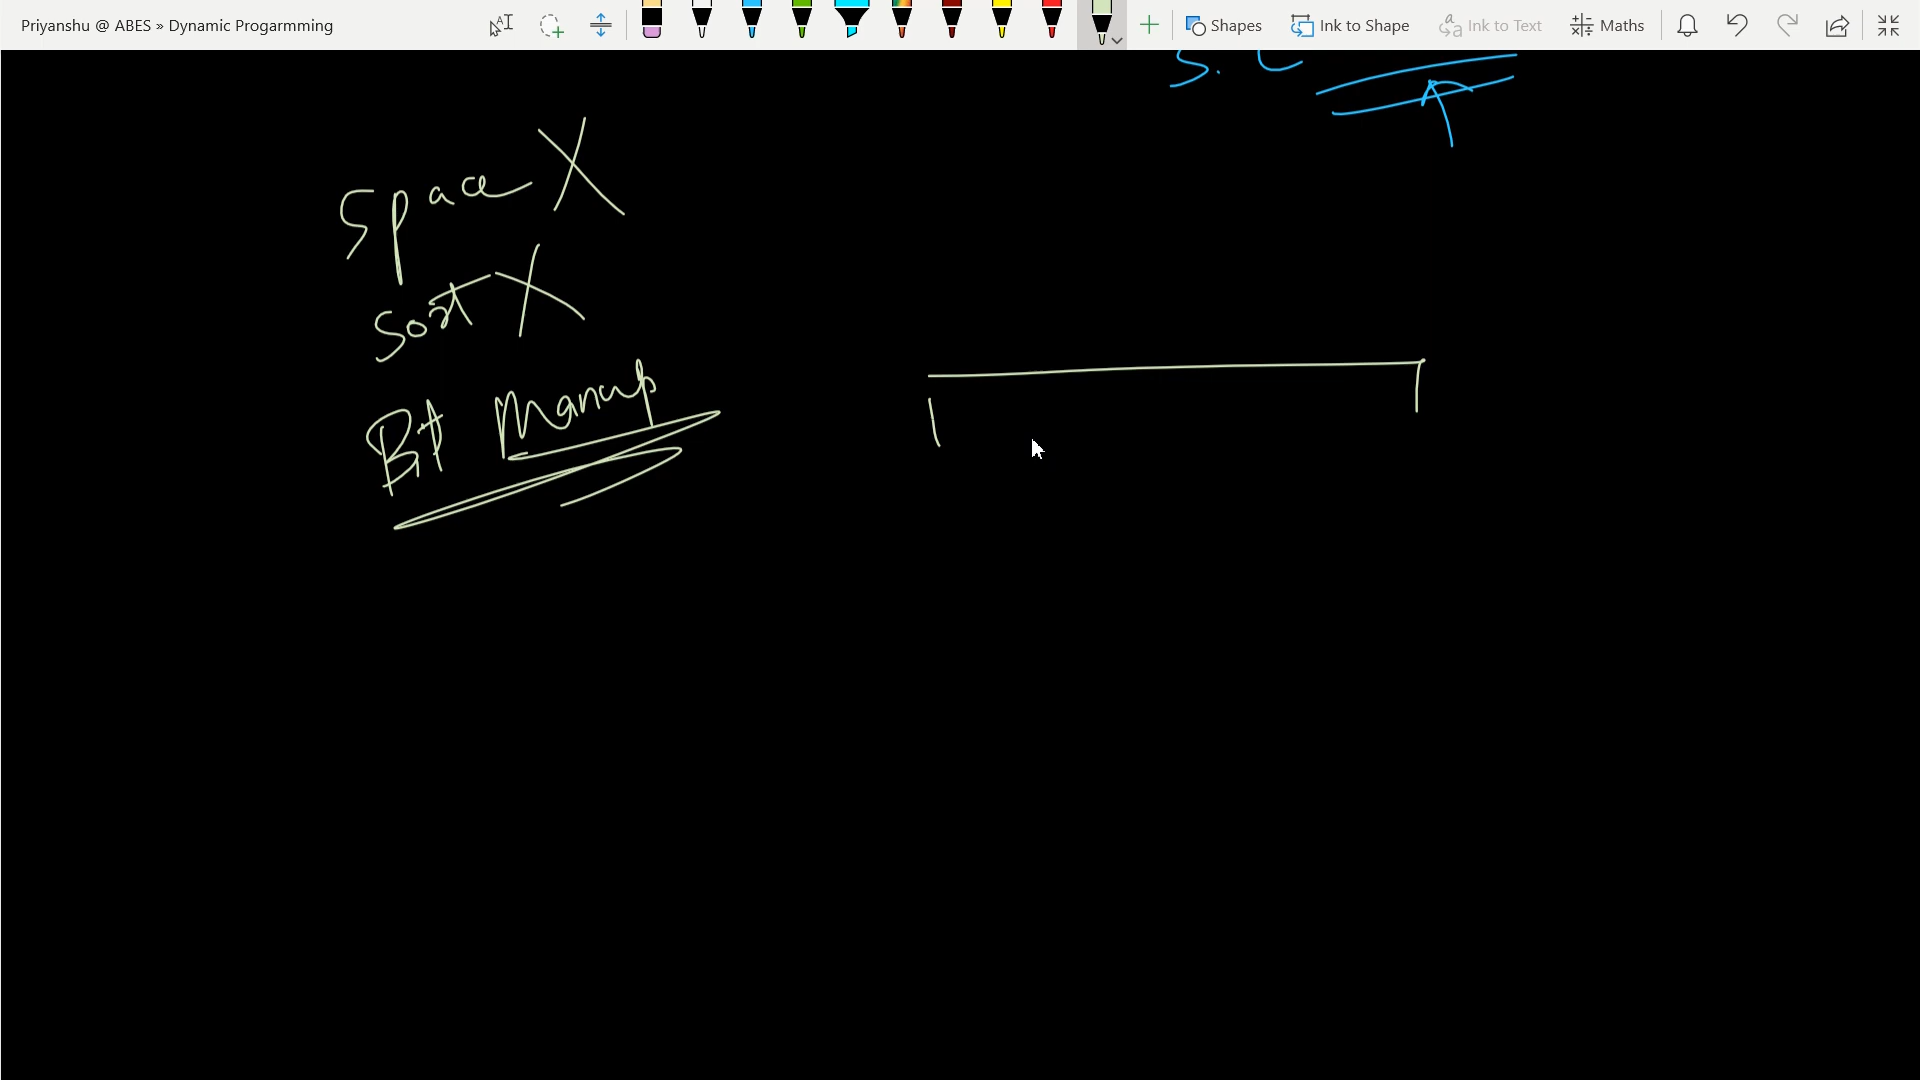 Priyanshu @ ABES » Dynamic Progarmming
Shapes
Ink to Shape
Ink to Text
Maths
S. C
Space X
Sort X
Bit Manup